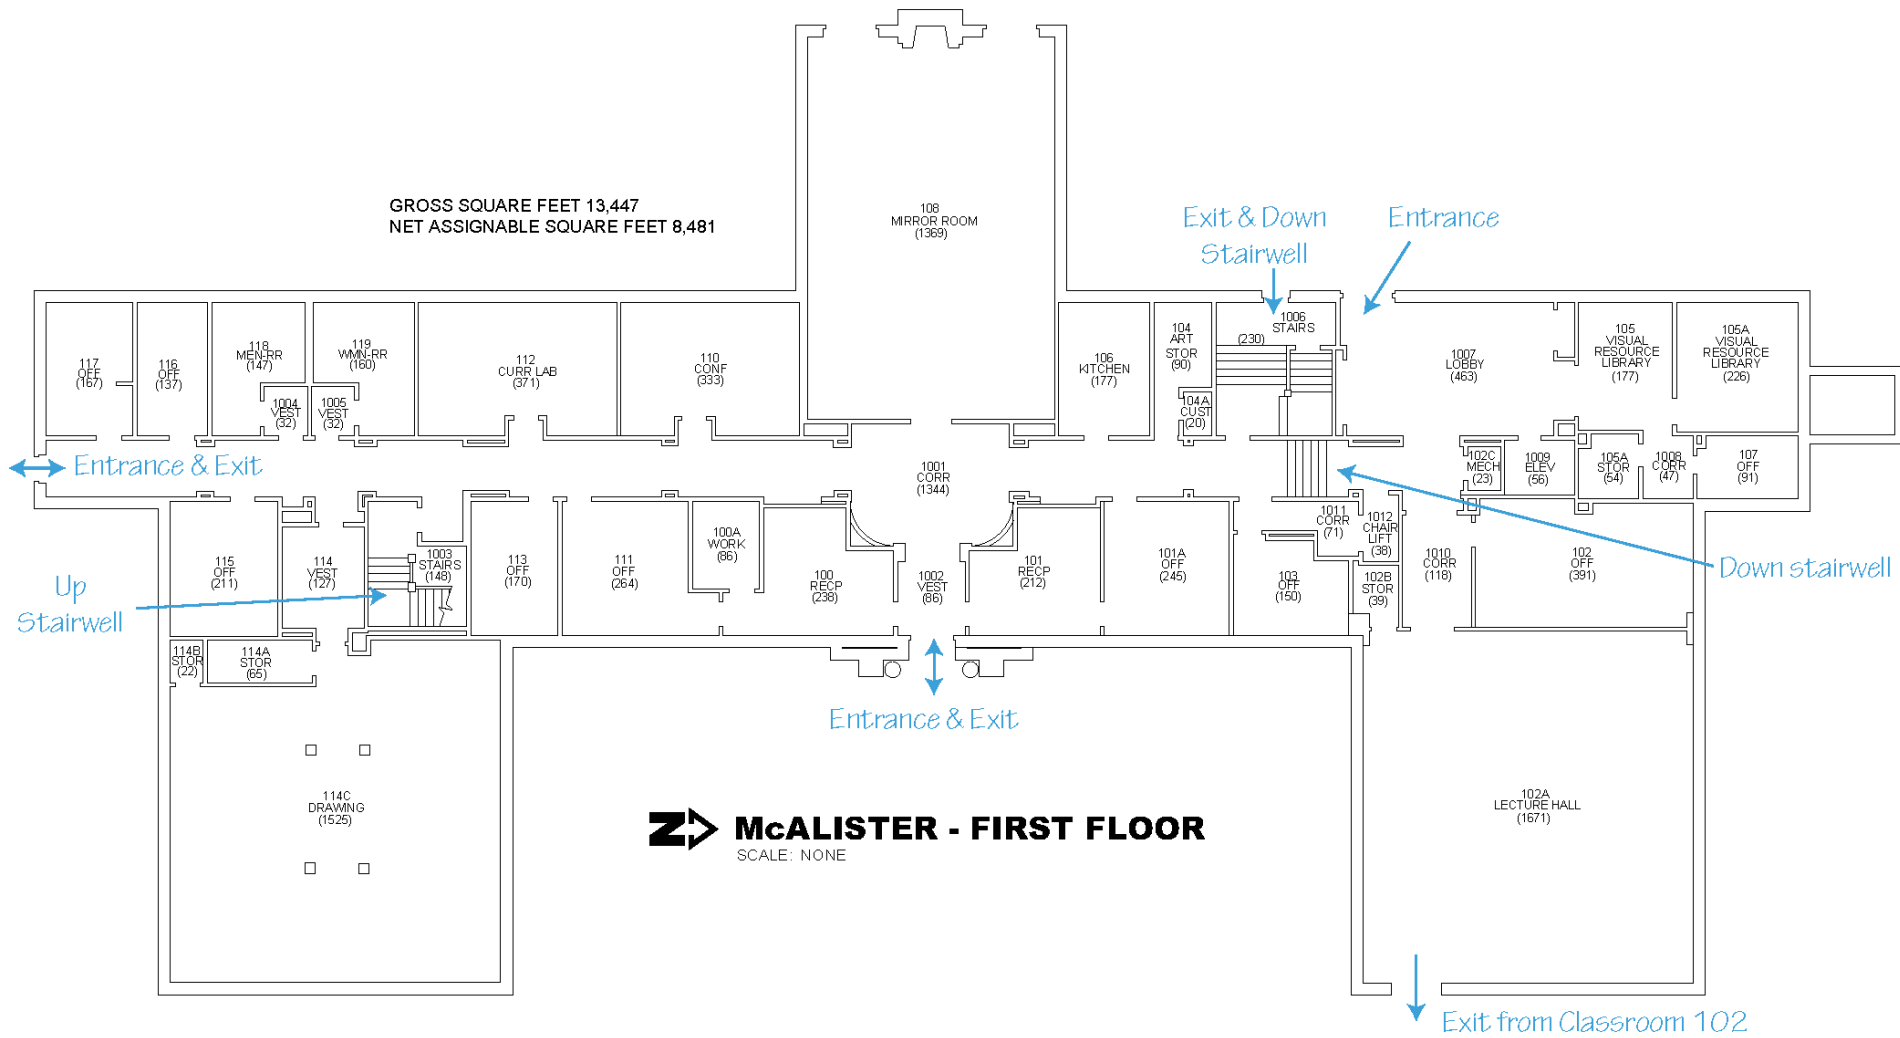 GROSS SQUARE FEET 13,447
NET ASSIGNABLE SQUARE FEET 8,481
108
MIRROR ROOM
(1369)
Exit & Down
Stairwell
Entrance
117
OFF
(167)
116
OFF
(137)
118
MEN-RR
(147)
1004
VEST
(32)
119
WMN-RR
(160)
1005
VEST
(32)
112
CURR LAB
(371)
110
CONF
(333)
106
KITCHEN
(177)
104
ART
STOR
(90)
104A
CUST
(20)
1006
STAIRS
(230)
1007
LOBBY
(463)
105
VISUAL
RESOURCE
LIBRARY
(177)
105A
VISUAL
RESOURCE
LIBRARY
(226)
Entrance & Exit
1001
CORR
(1344)
102C
MECH
(23)
1009
ELEV
(56)
105A
STOR
(54)
1008
CORR
(47)
107
OFF
(91)
115
OFF
(211)
114
VEST
(127)
1003
STAIRS
(148)
113
OFF
(170)
111
OFF
(264)
100A
WORK
(86)
100
RECP
(238)
1002
VEST
(86)
101
RECP
(212)
101A
OFF
(245)
103
OFF
(150)
1011
CORR
(71)
1012
CHAIR
LIFT
(38)
102B
STOR
(39)
1010
CORR
(118)
102
OFF
(391)
Down stairwell
Up
Stairwell
114B
STOR
(22)
114A
STOR
(65)
Entrance & Exit
114C
DRAWING
(1525)
102A
LECTURE HALL
(1671)
Z McALISTER - FIRST FLOOR
SCALE: NONE
Exit from Classroom 102